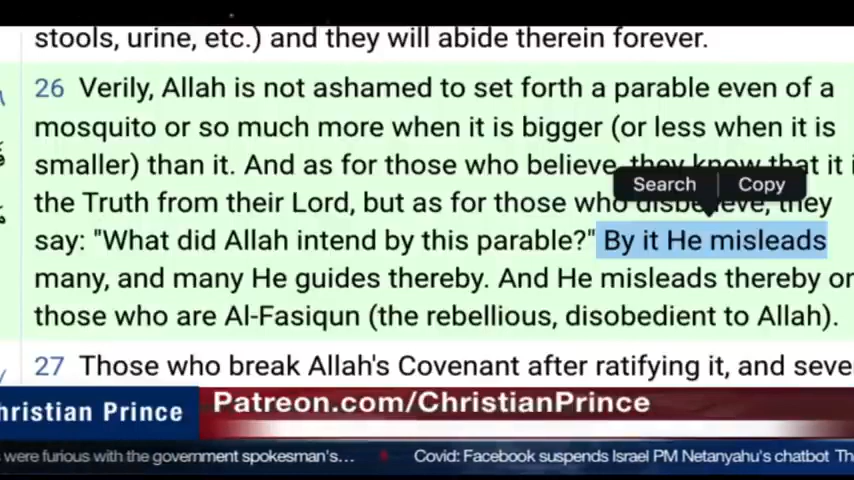 stools, urine, etc.) and they will abide therein forever.
26 Verily, Allah is not ashamed to set forth a parable even of a
mosquito or so much more when it is bigger (or less when it is
smaller) than it. And as for those who believe, they know that it
the Truth from their Lord, but as for those who disbelieve, they
Search Copy
say: "What did Allah intend by this parable?" By it He misleads
many, and many He guides thereby. And He misleads thereby
those who are Al-Fasiqun (the rebellious, disobedient to Allah).
27 Those who break Allah's Covenant after ratifying it, and
hristian Prince
Patreon.com/ChristianPrince
were furious with the government spokesman's... Covid: Facebook suspends Israel PM Netanyahu's chatbot Th